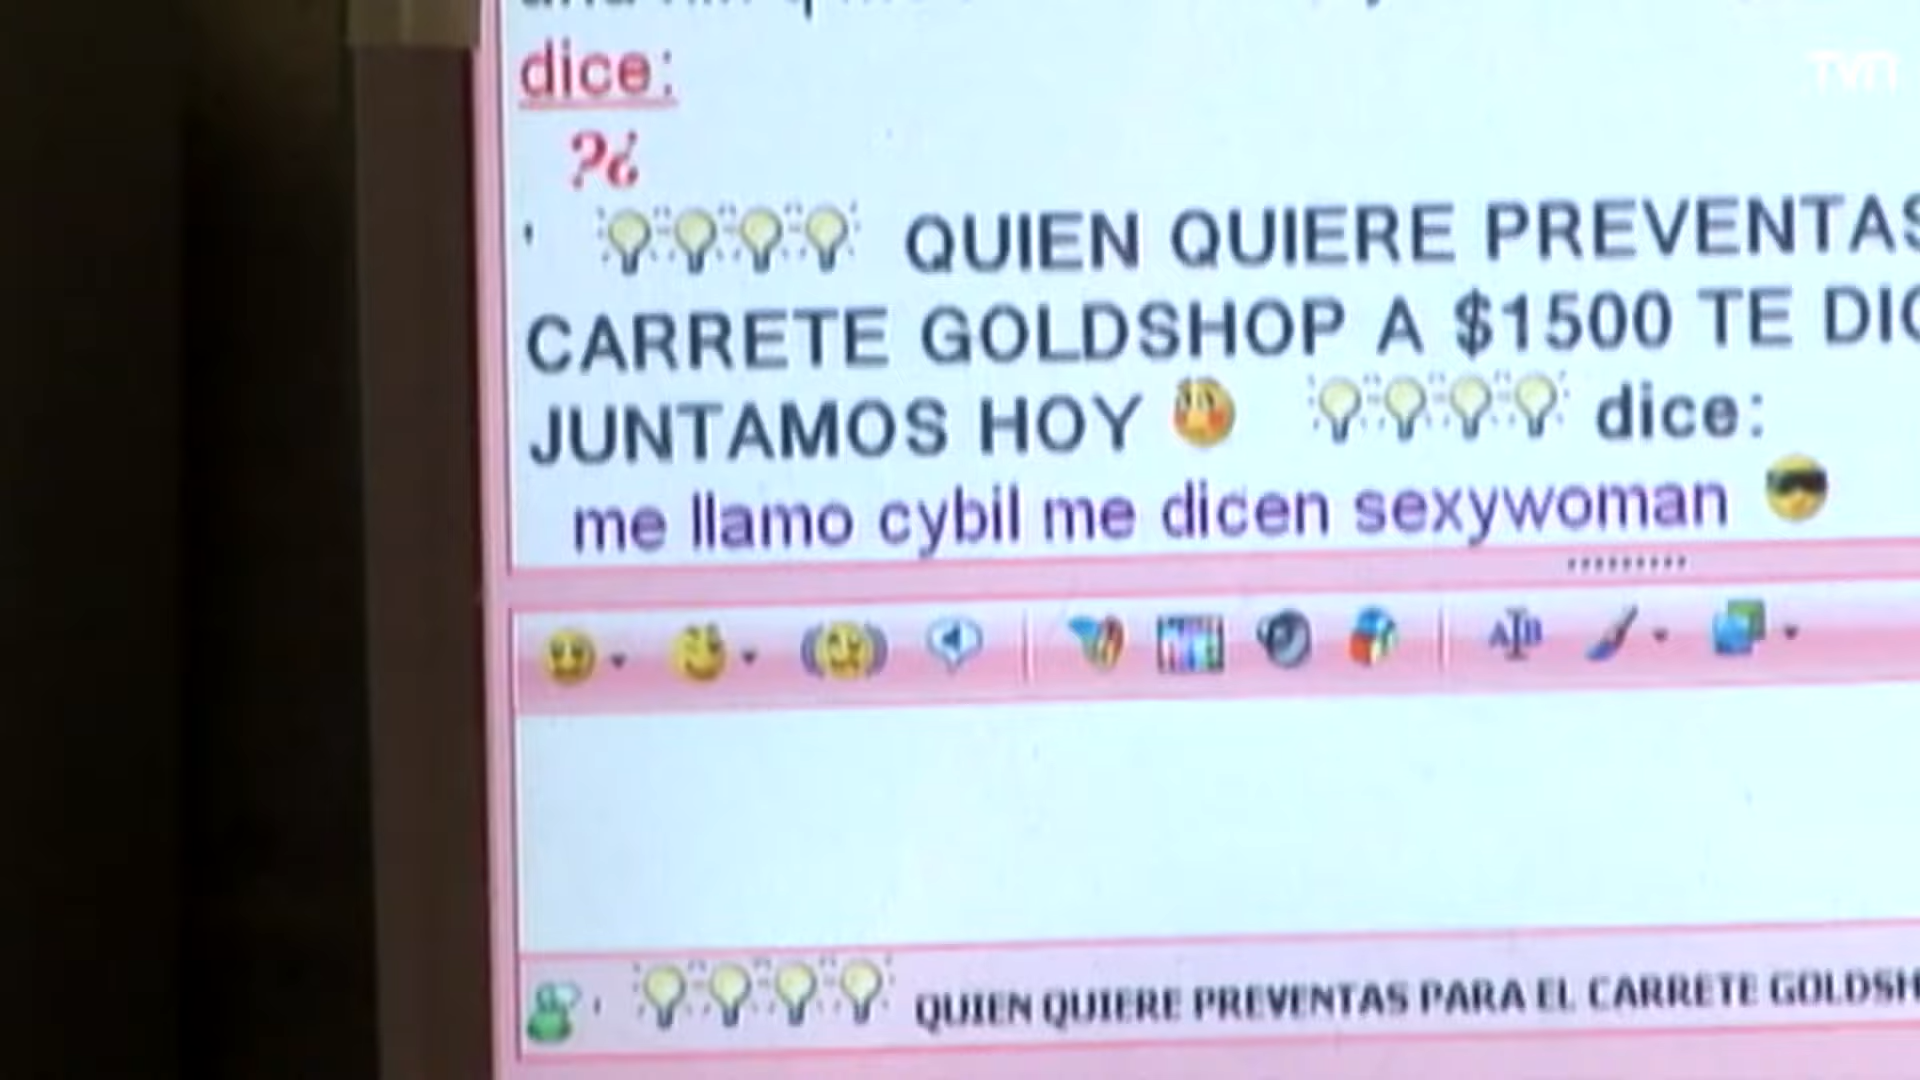 dice:
TVN
?¿
' QUIEN QUIERE PREVENTAS
CARRETE GOLDSHOP A $1500 TE
JUNTAMOS HOY dice:
me llamo cybil me dicen sexywoman
' QUIEN QUIERE PREVENTAS PARA EL CARRETE